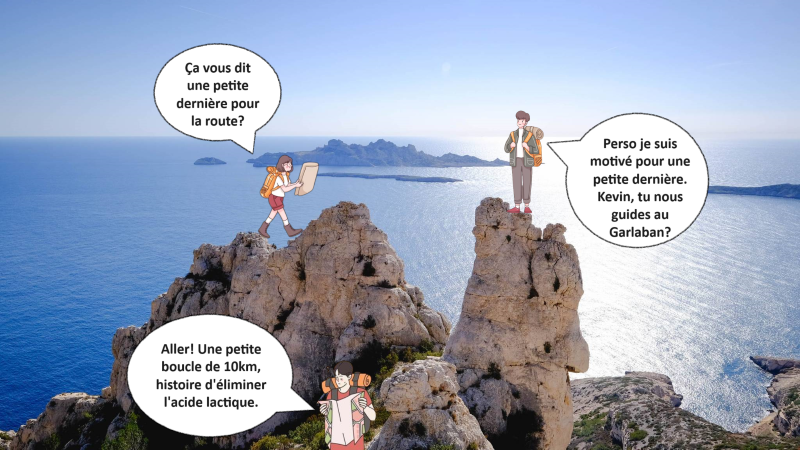 Ça vous dit
une petite
dernière pour
la route?
Perso je suis
motivé pour une
petite dernière.
Kevin, tu nous
guides au
Garlaban?
Aller! Une petite
boucle de 10km,
histoire d'éliminer
l'acide lactique.